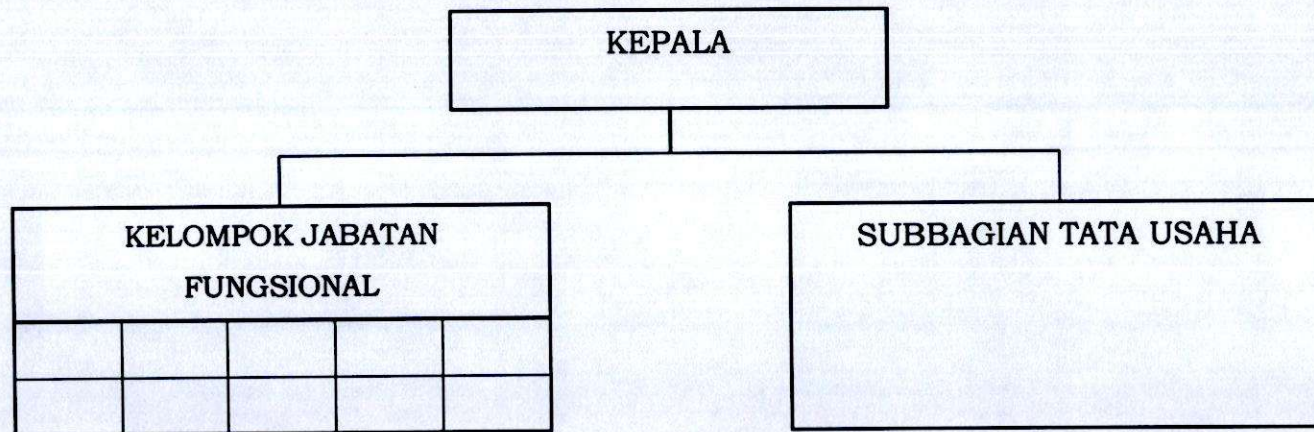 KEPALA
KELOMPOK JABATAN
FUNGSIONAL
SUBBAGIAN TATA USAHA